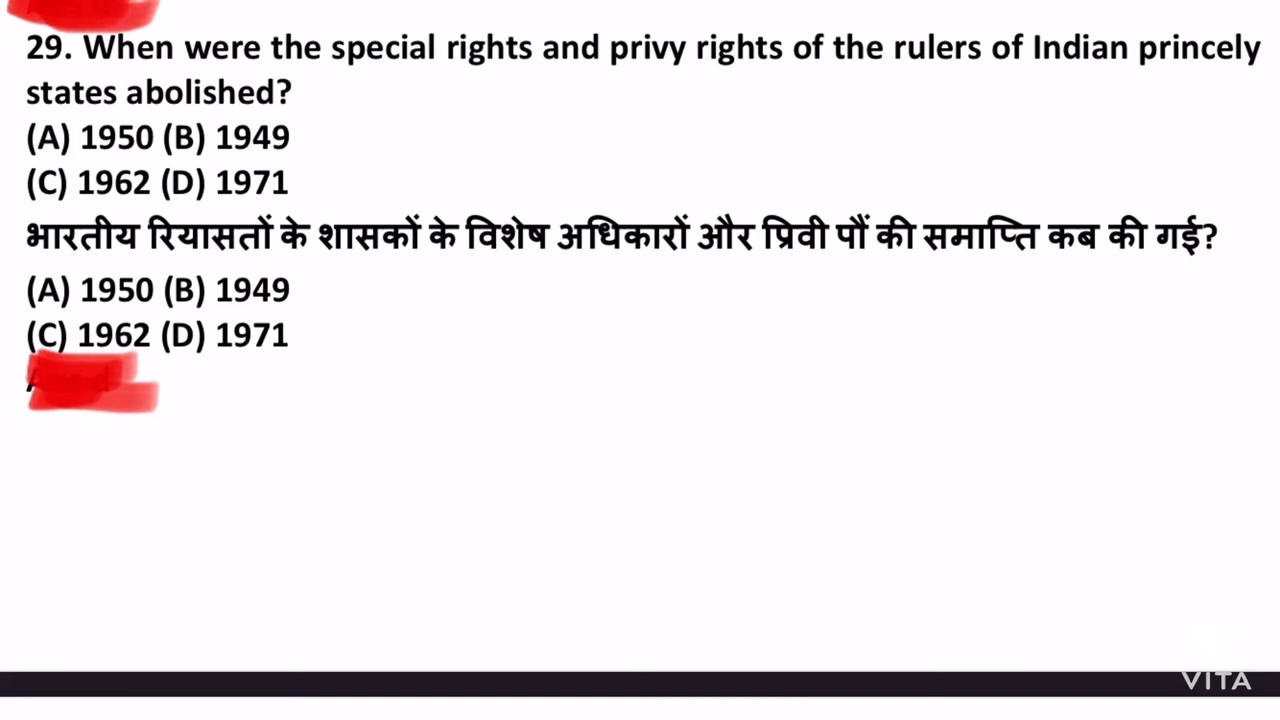 29. When were the special rights and privy rights of the rulers of Indian princely
states abolished?
(A) 1950 (B) 1949
(C) 1962 (D) 1971
भारतीय रियासतों के शासकों के विशेष अधिकारों और प्रिवी पौं की समाप्ति कब की गई?
(A) 1950 (B) 1949
(C) 1962 (D) 1971
VITA